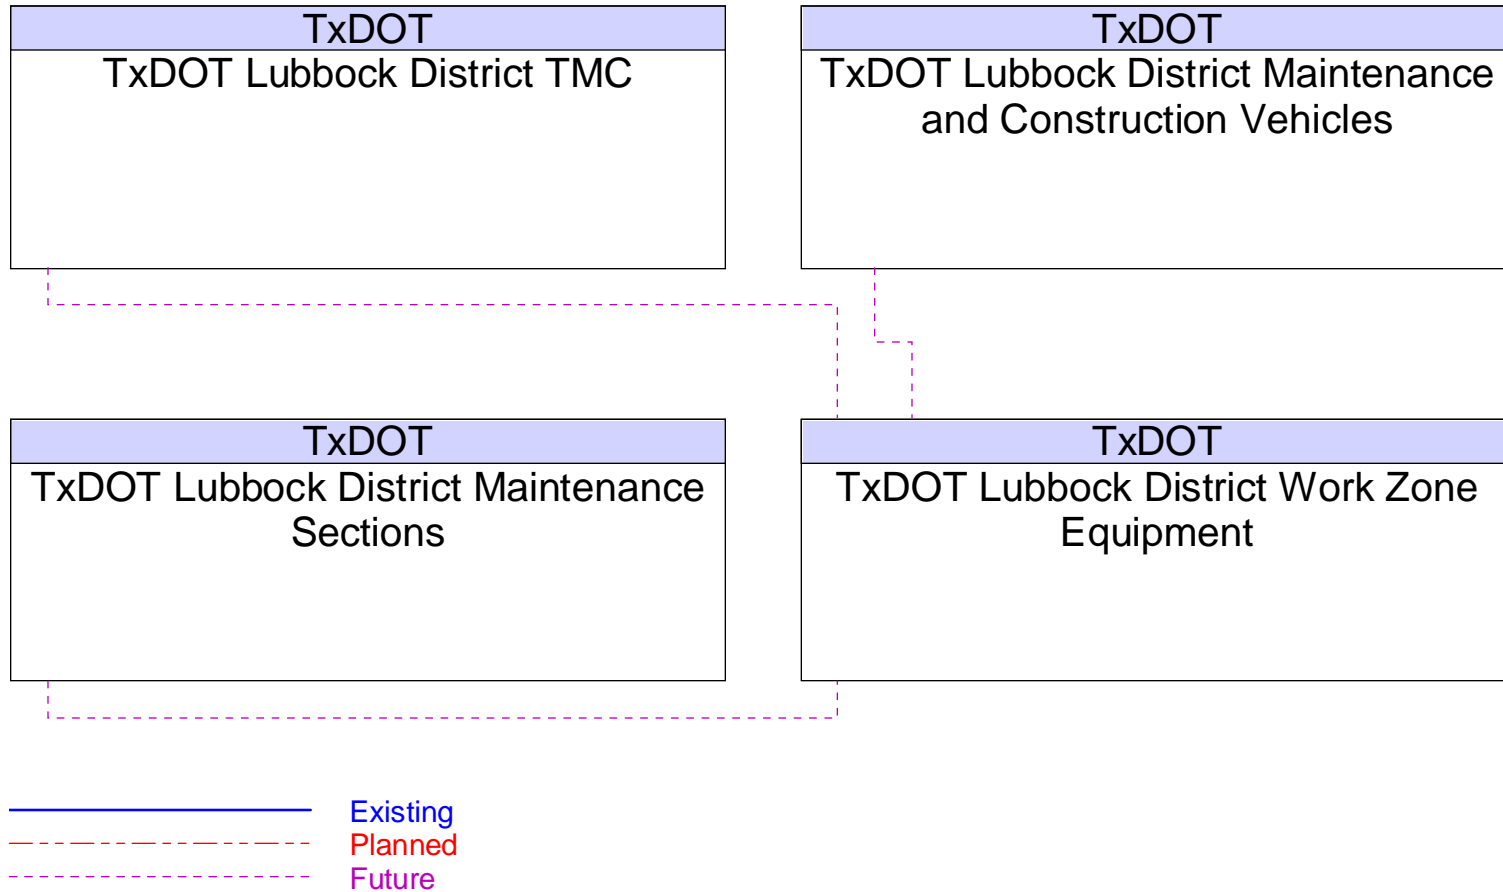 TxDOT
TxDOT Lubbock District TMC
TxDOT
TxDOT Lubbock District Maintenance
and Construction Vehicles
TxDOT
TxDOT Lubbock District Maintenance
Sections
TxDOT
TxDOT Lubbock District Work Zone
Equipment
Existing
Planned
Future